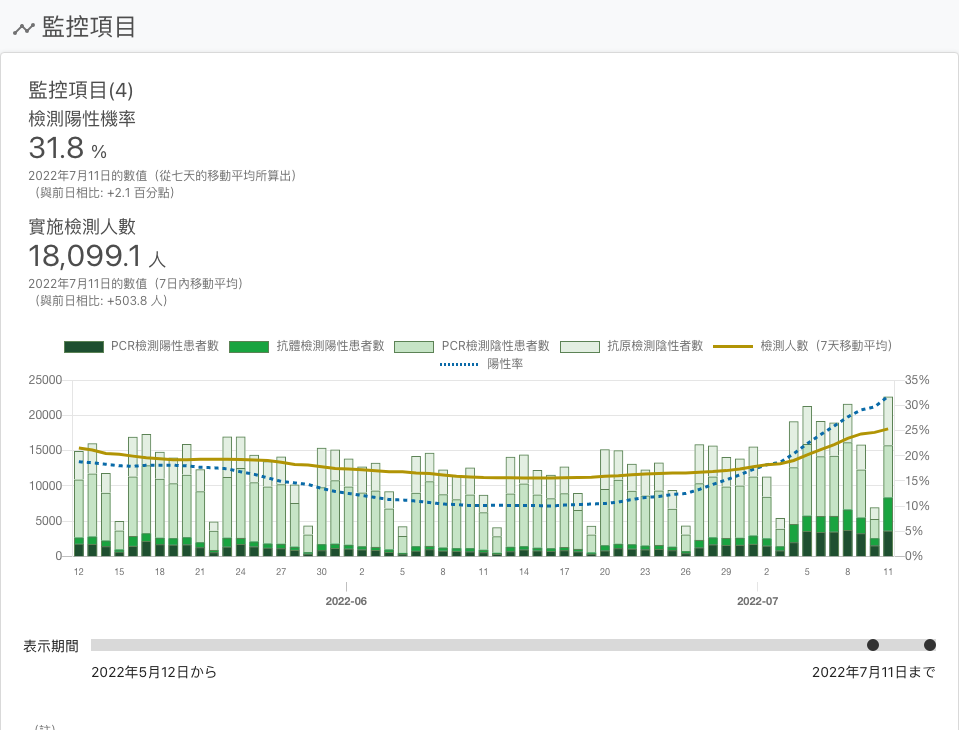 監控項目
監控項目(4)
檢測陽性機率
31.8 %
2022年7月11日的數值（從七天的移動平均所算出）
（與前日相比: +2.1 百分點）
實施檢測人數
18,099.1 人
2022年7月11日的數值（7日內移動平均）
（與前日相比: +503.8 人）
PCR檢測陽性患者數 抗體檢測陽性患者數 PCR檢測陰性患者數 抗原檢測陰性者數 檢測人數（7天移動平均）
陽性率
25000 35%
20000 30%
15000 25%
10000 20%
5000 15%
0 10%
5%
0%
12 15 18 21 24 27 30 2 5 8 11 14 17 20 23 26 29 2 5 8 11
2022-06 2022-07
表示期間
2022年5月12日から 2022年7月11日まで
（註）